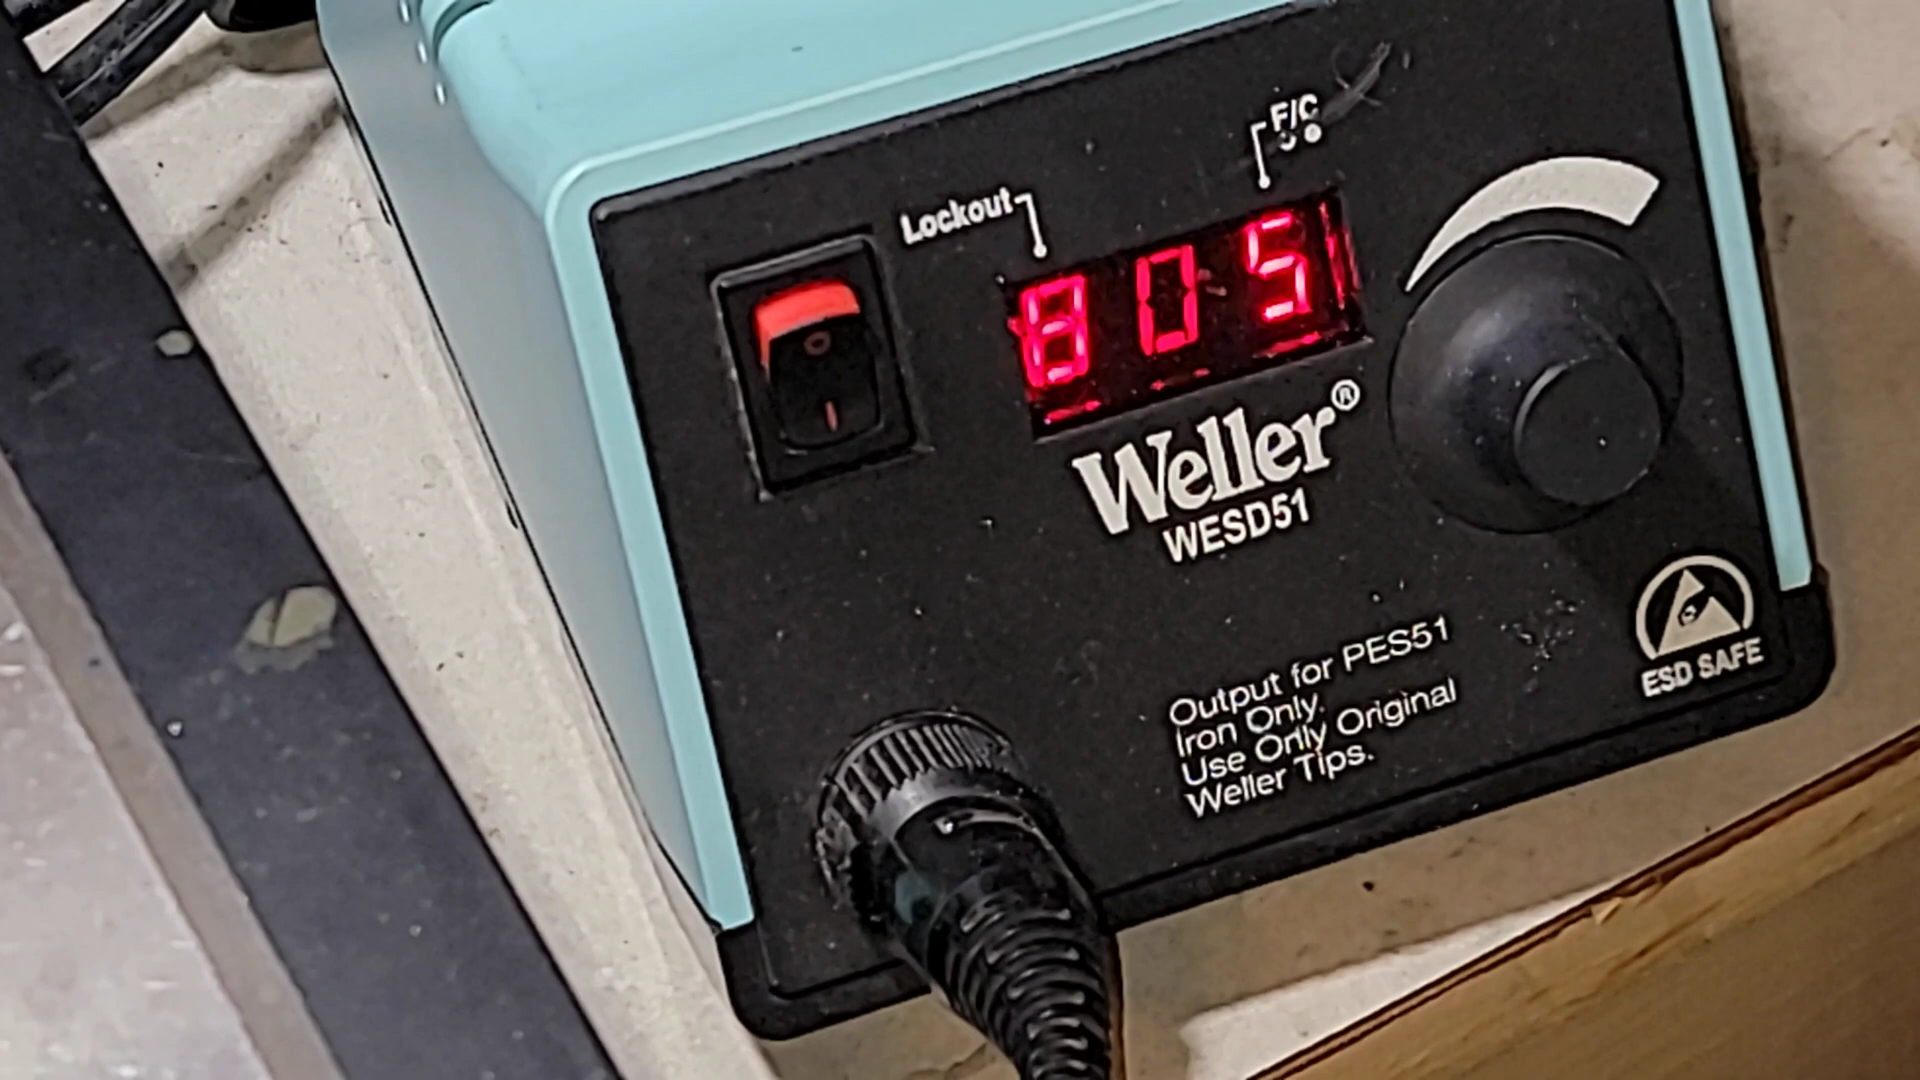 F/C
Lockout
805
Weller®
WESD51
Output for PES51
Iron Only.
Use Only Original
Weller Tips.
ESD SAFE